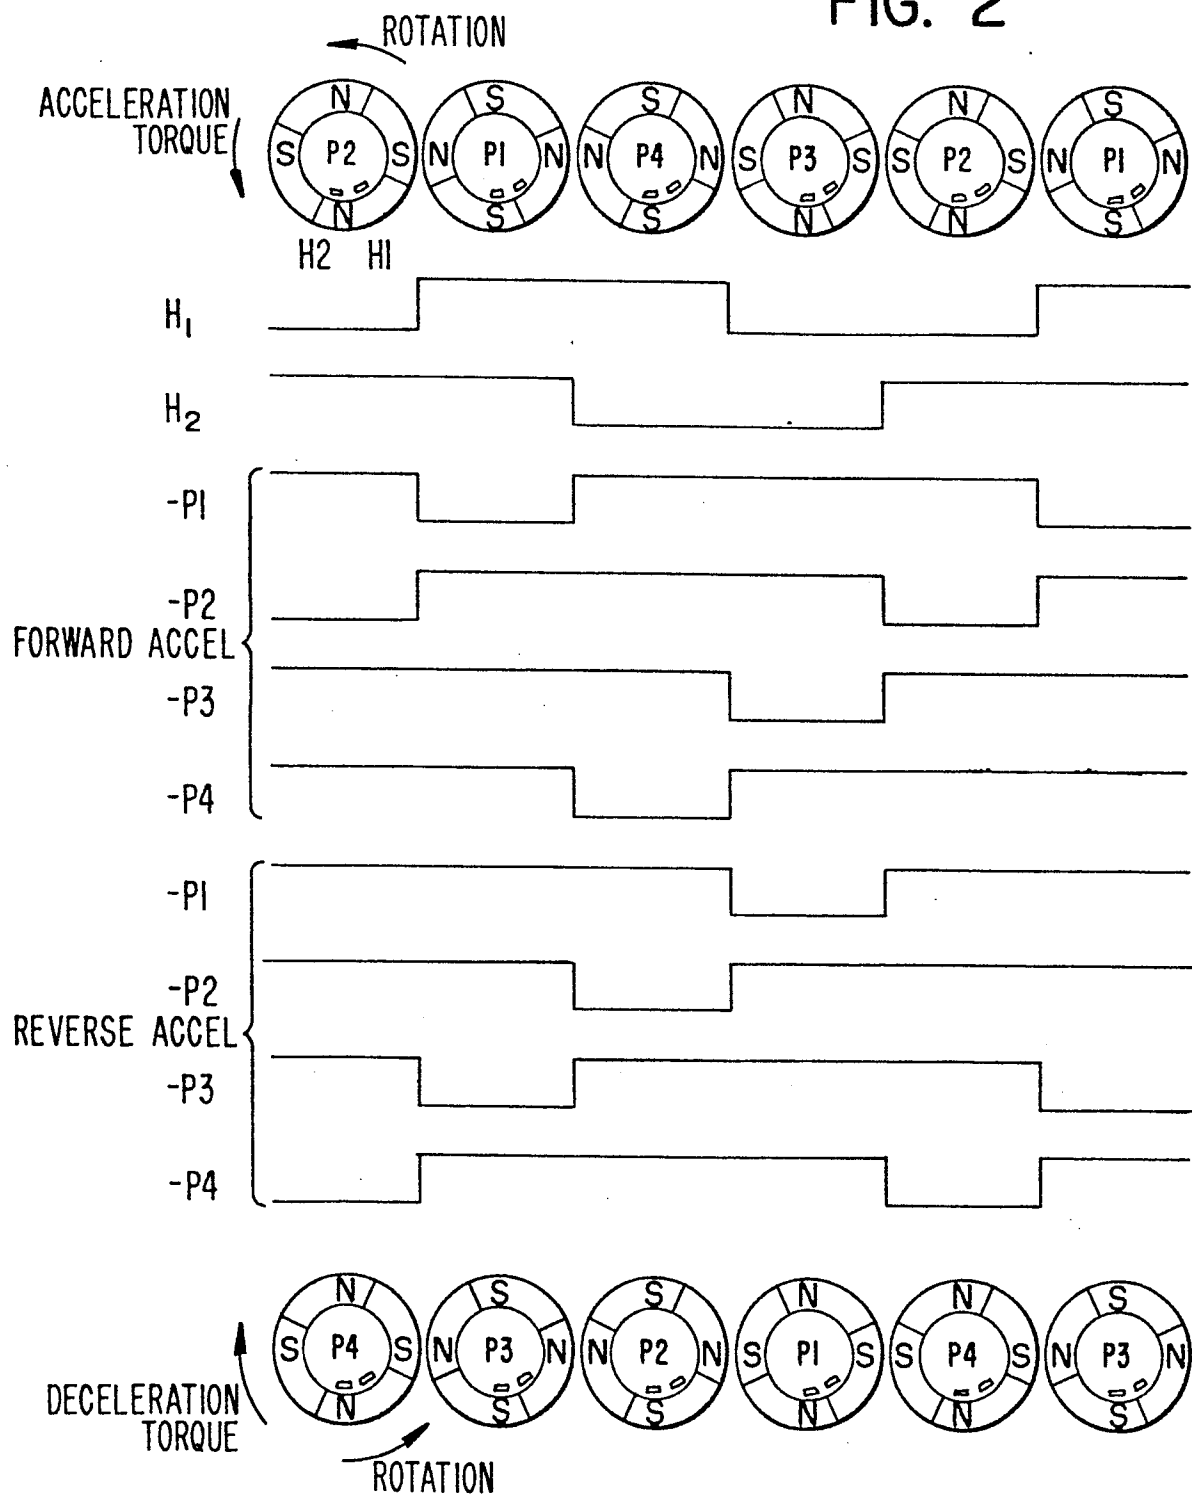 FIG. 2
ROTATION
ACCELERATION
TORQUE
N S S N N S
S P2 S N P1 N N P4 N S P3 S S P2 S N P1 N
N S S N N S
H2 H1
H1
H2
-P1
-P2
FORWARD ACCEL
-P3
-P4
-P1
-P2
REVERSE ACCEL
-P3
-P4
N S S N N S
S P4 S N P3 N N P2 N S P1 S S P4 S N P3 N
N S S N N S
DECELERATION
TORQUE
ROTATION